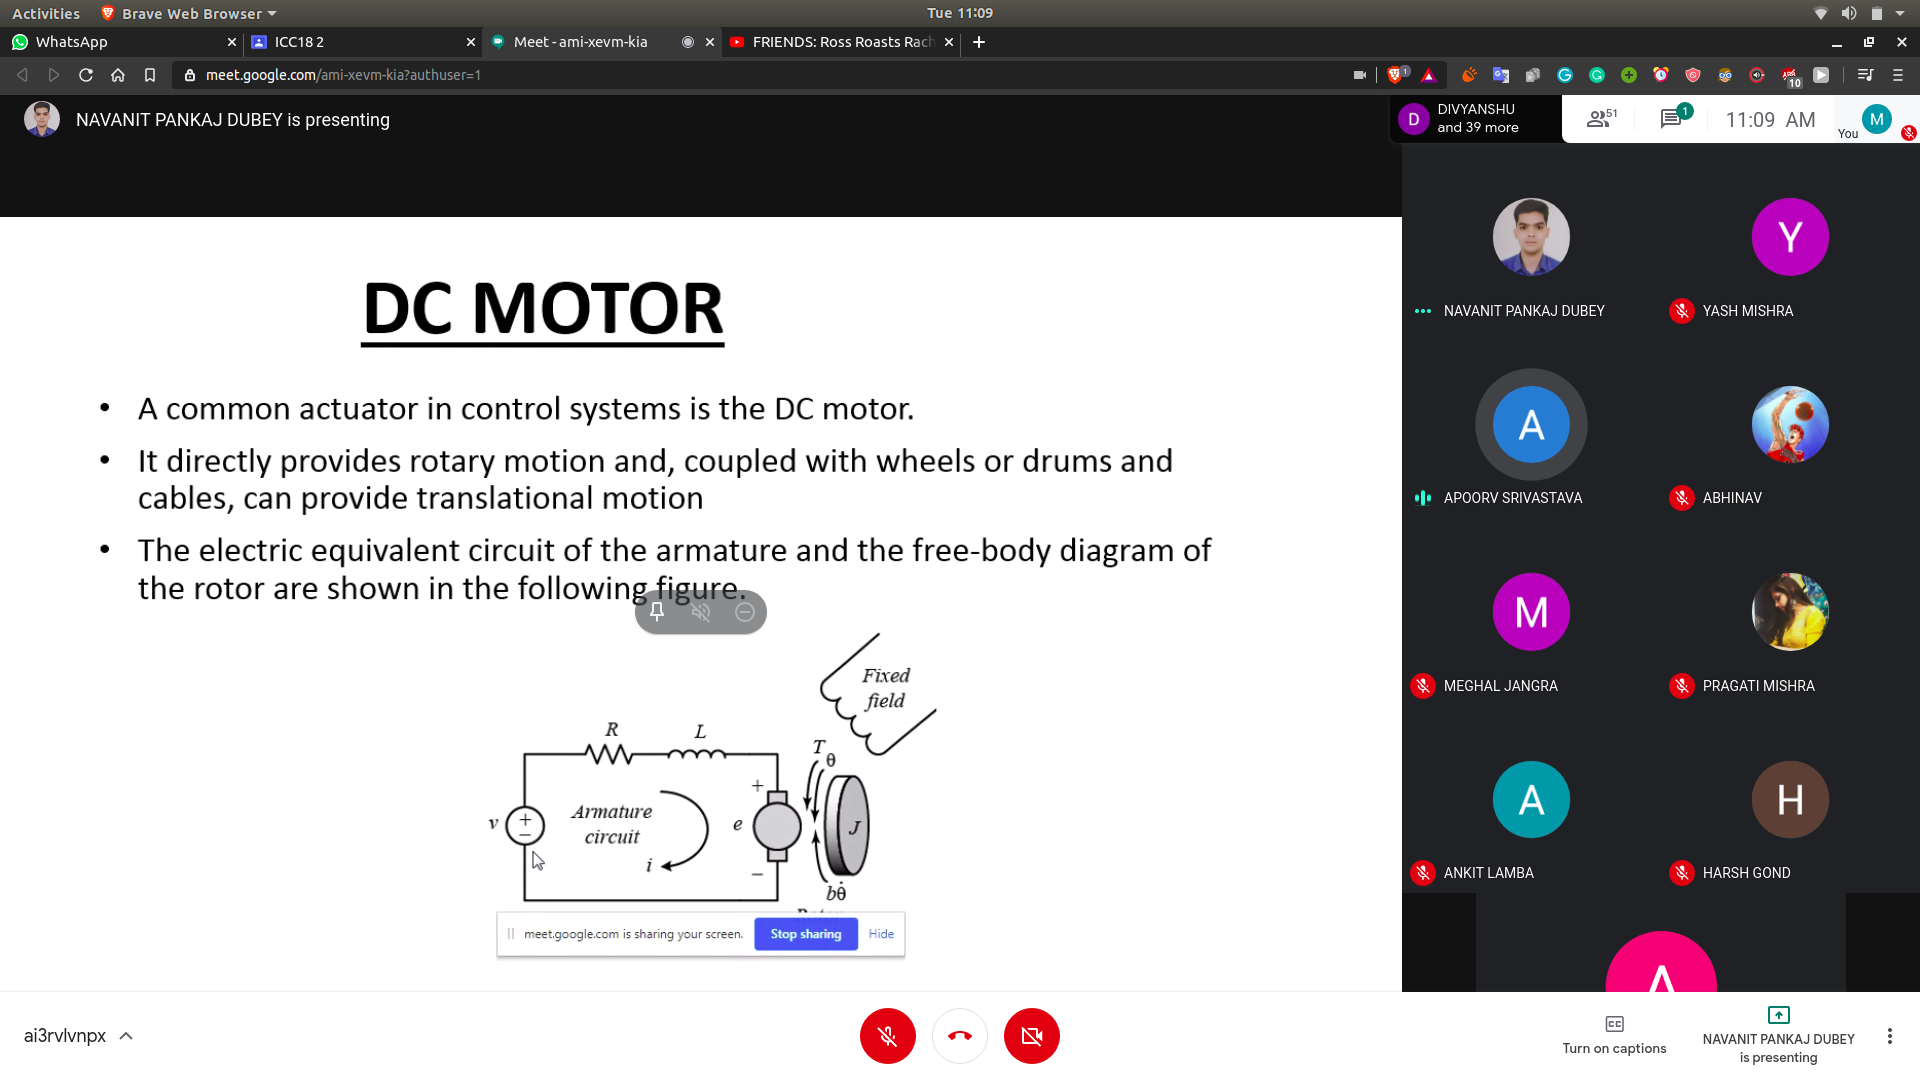 Activities
Brave Web Browser
Tue 11:09
WhatsApp
ICC18 2
Meet - ami-xevm-kia
FRIENDS: Ross Roasts Rach
meet.google.com/ami-xevm-kia?authuser=1
1
10
NAVANIT PANKAJ DUBEY is presenting
D
DIVYANSHU
and 39 more
51
1
11:09 AM
You
M
DC MOTOR
• A common actuator in control systems is the DC motor.
• It directly provides rotary motion and, coupled with wheels or drums and
cables, can provide translational motion
• The electric equivalent circuit of the armature and the free-body diagram of
the rotor are shown in the following figure.
Fixed
field
R
L
T
θ
+
v
+
−
Armature
circuit
i
e
−
J
bθ̇
meet.google.com is sharing your screen.
Stop sharing
Hide
NAVANIT PANKAJ DUBEY
Y
YASH MISHRA
A
APOORV SRIVASTAVA
ABHINAV
M
MEGHAL JANGRA
PRAGATI MISHRA
A
ANKIT LAMBA
H
HARSH GOND
A
ai3rvlvnpx
CC
Turn on captions
NAVANIT PANKAJ DUBEY
is presenting